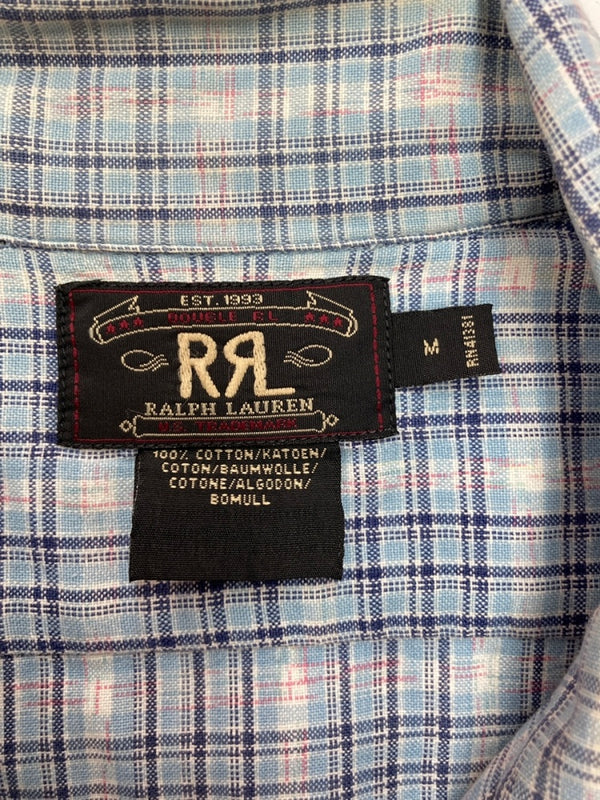 EST. 1993
DOUBLE RL
RRL
RALPH LAUREN
U.S. TRADEMARK
M
RN41381
100% COTTON/KATOEN/
COTON/BAUMWOLLE/
COTONE/ALGODON/
BOMULL